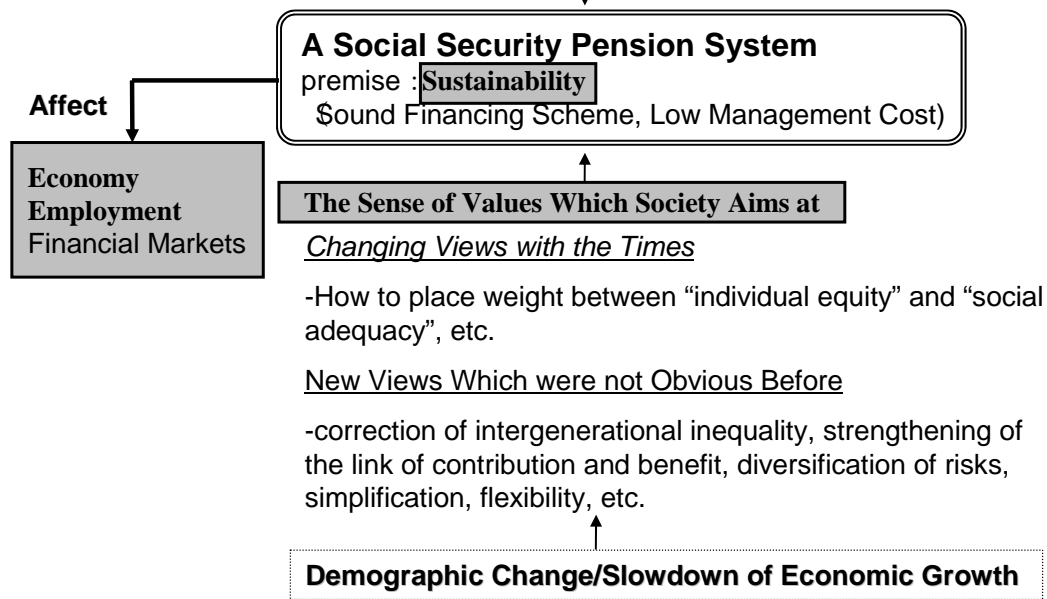 A Social Security Pension System
premise : Sustainability
$ound Financing Scheme, Low Management Cost)
Affect
Economy
Employment
Financial Markets
The Sense of Values Which Society Aims at
Changing Views with the Times
-How to place weight between “individual equity” and “social
adequacy”, etc.
New Views Which were not Obvious Before
-correction of intergenerational inequality, strengthening of
the link of contribution and benefit, diversification of risks,
simplification, flexibility, etc.
Demographic Change/Slowdown of Economic Growth